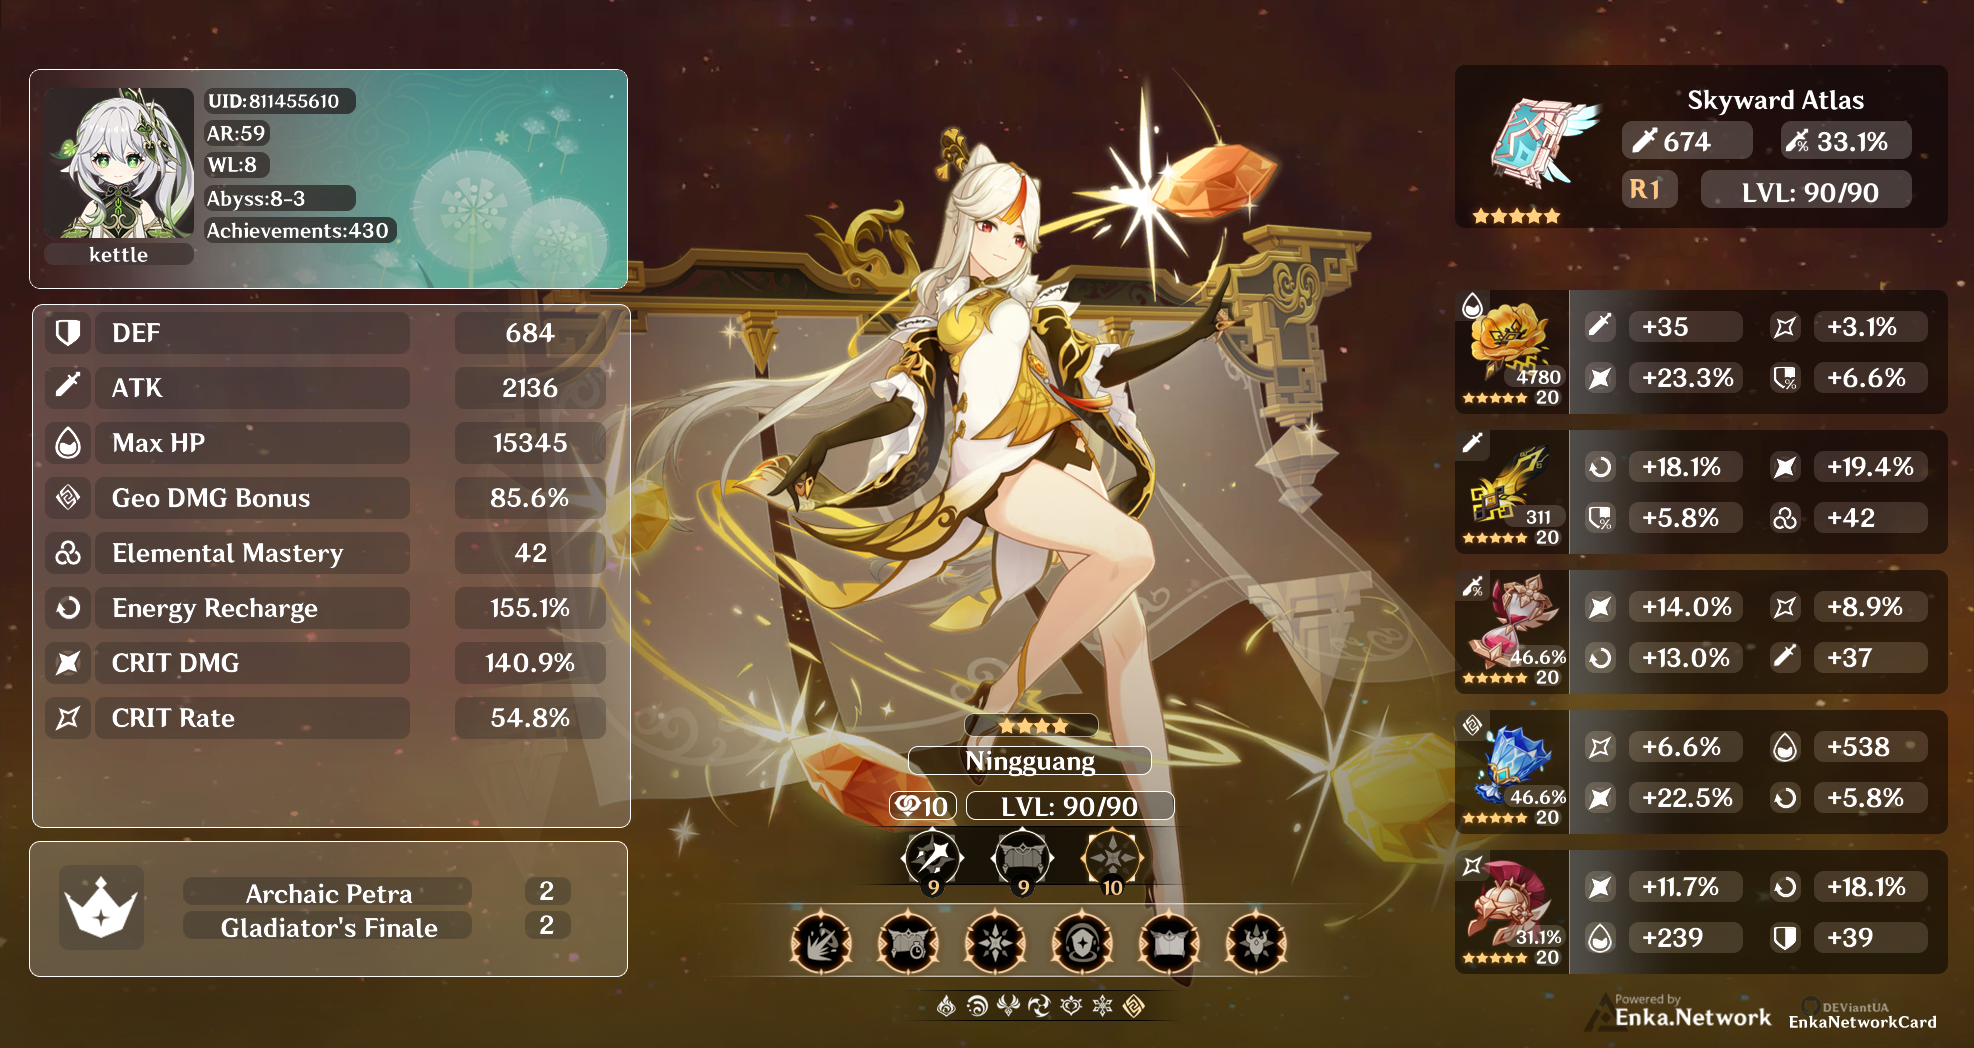 UID:811455610
AR:59
WL:8
Abyss:8-3
Achievements:430
kettle
DEF 684
ATK 2136
Max HP 15345
Geo DMG Bonus 85.6%
Elemental Mastery 42
Energy Recharge 155.1%
CRIT DMG 140.9%
CRIT Rate 54.8%
Archaic Petra 2
Gladiator's Finale 2
Ningguang
10 LVL: 90/90
9 9 10
Skyward Atlas
674 33.1%
R1 LVL: 90/90
+35 +3.1%
+23.3% +6.6%
4780
20
+18.1% +19.4%
+5.8% +42
311
20
+14.0% +8.9%
+13.0% +37
46.6%
20
+6.6% +538
+22.5% +5.8%
46.6%
20
+11.7% +18.1%
+239 +39
31.1%
20
Powered by
Enka.Network
DEViantUA
EnkaNetworkCard